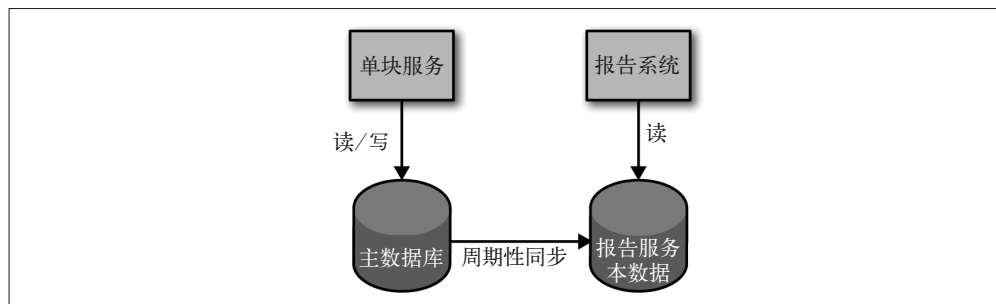 单块服务
报告系统
读/写
读
主数据库
周期性同步
报告服务
本数据